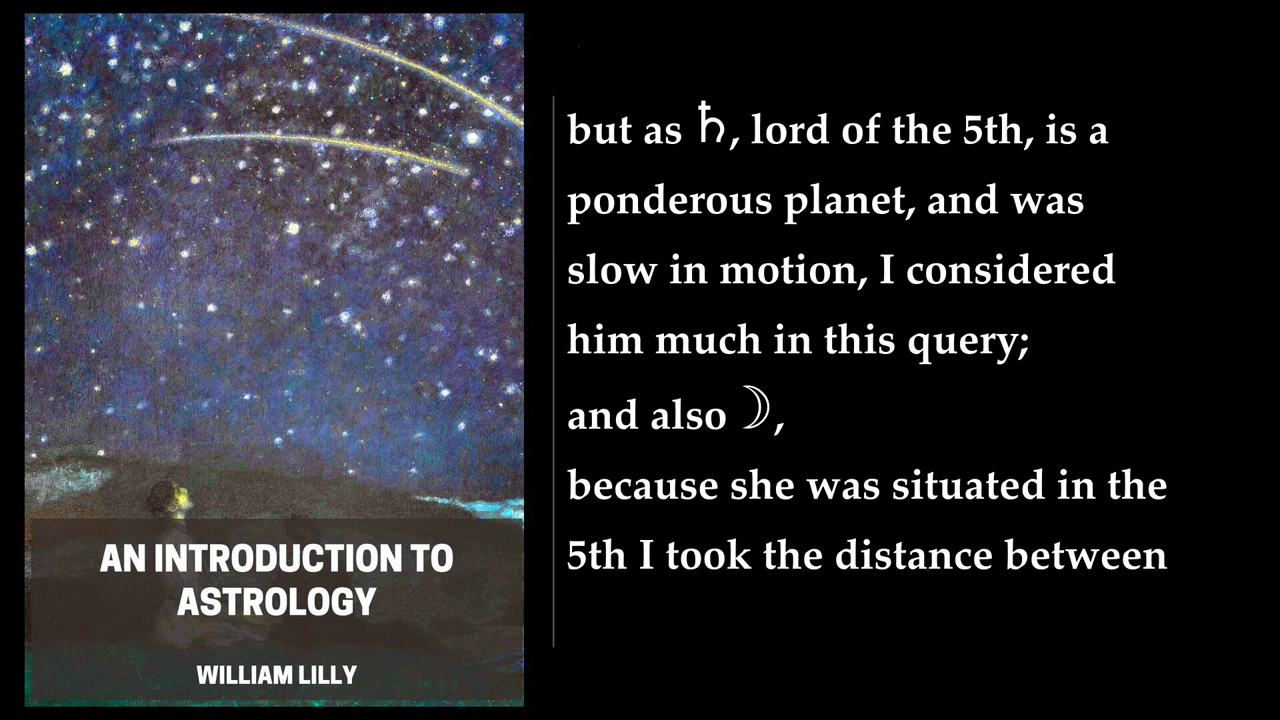 AN INTRODUCTION TO
ASTROLOGY
WILLIAM LILLY
but as ♄, lord of the 5th, is a
ponderous planet, and was
slow in motion, I considered
him much in this query;
and also ☽,
because she was situated in the
5th I took the distance between